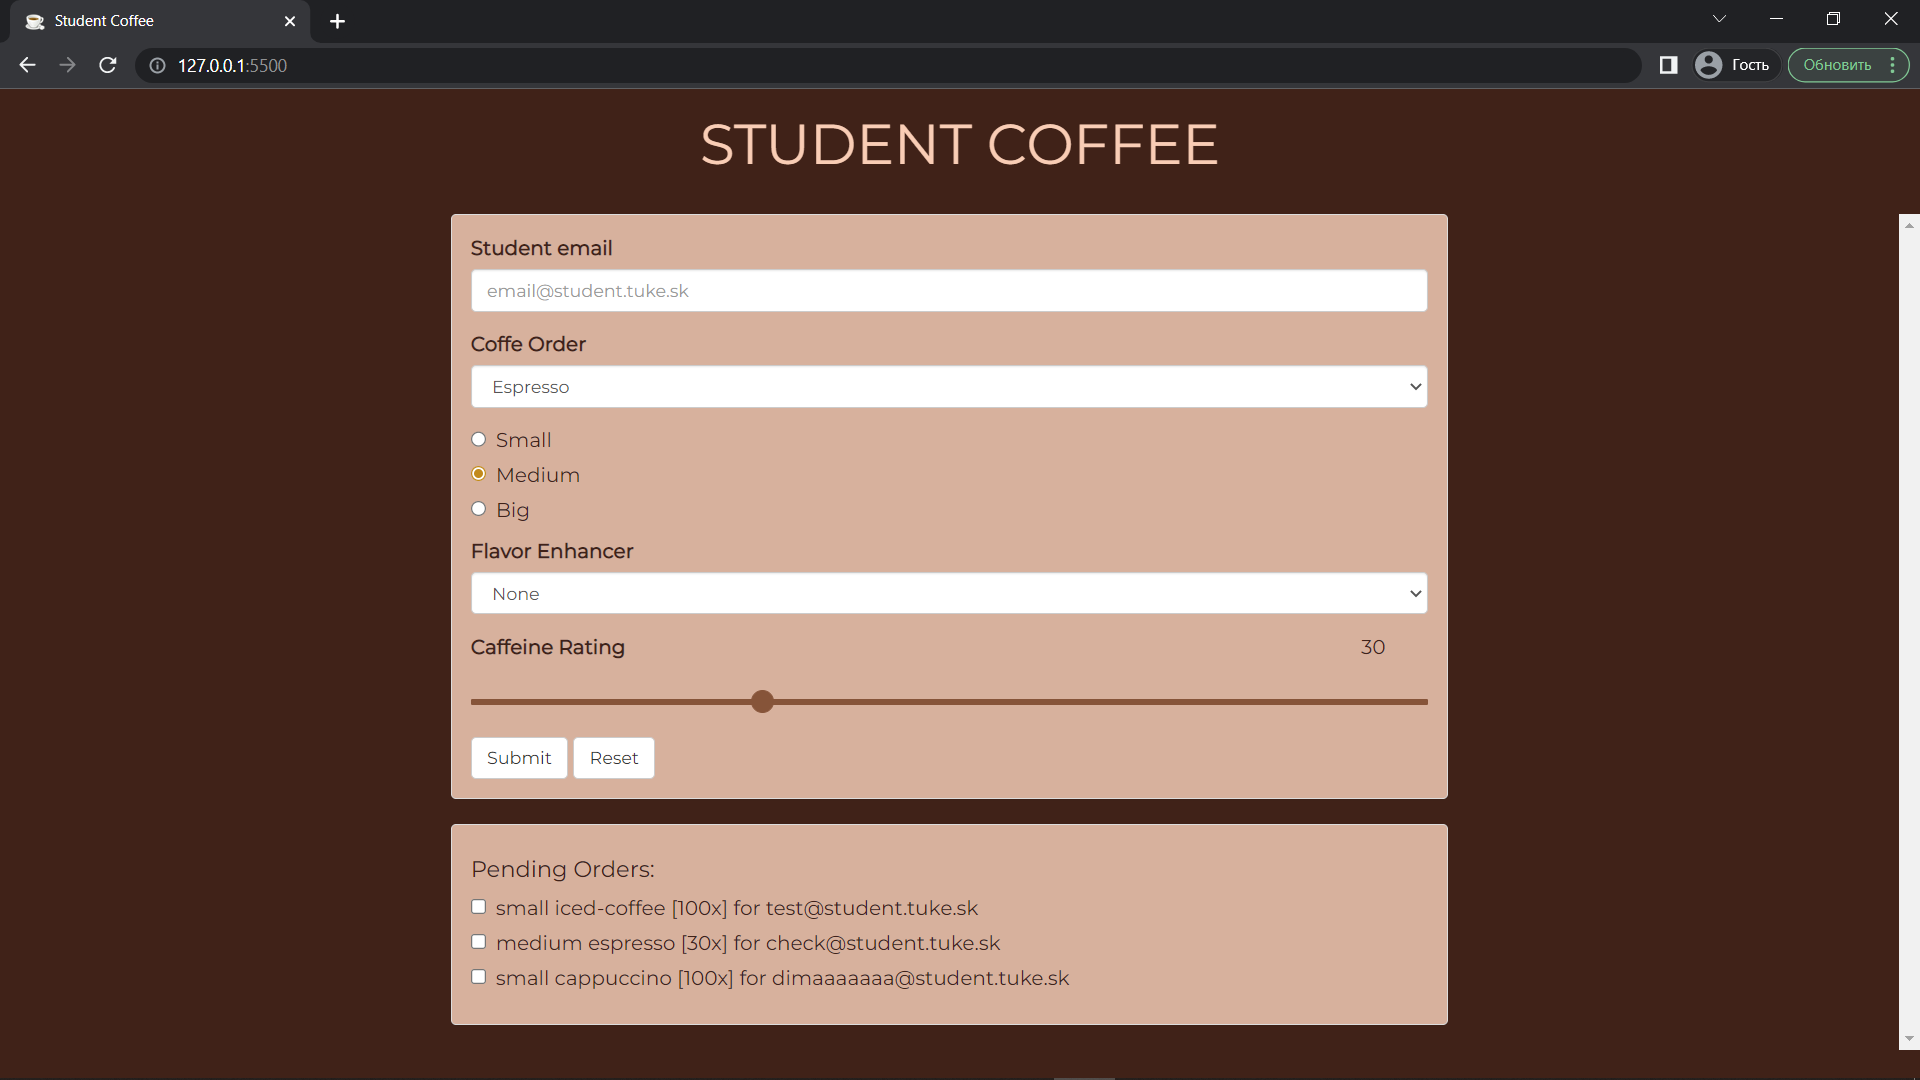 Student Coffee
127.0.0.1:5500
Гость
Обновить
STUDENT COFFEE
Student email
email@student.tuke.sk
Coffe Order
Espresso
Small
Medium
Big
Flavor Enhancer
None
Caffeine Rating 30
Submit Reset
Pending Orders:
small iced-coffee [100x] for test@student.tuke.sk
medium espresso [30x] for check@student.tuke.sk
small cappuccino [100x] for dimaaaaaaa@student.tuke.sk